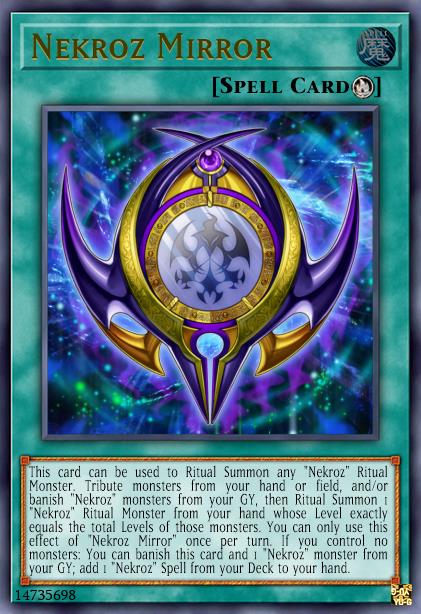 NEKROZ MIRROR
[SPELL CARD]
This card can be used to Ritual Summon any "Nekroz" Ritual
Monster. Tribute monsters from your hand or field, and/or
banish "Nekroz" monsters from your GY, then Ritual Summon 1
"Nekroz" Ritual Monster from your hand whose Level exactly
equals the total Levels of those monsters. You can only use this
effect of "Nekroz Mirror" once per turn. If you control no
monsters: You can banish this card and 1 "Nekroz" monster from
your GY; add 1 "Nekroz" Spell from your Deck to your hand.
14735698